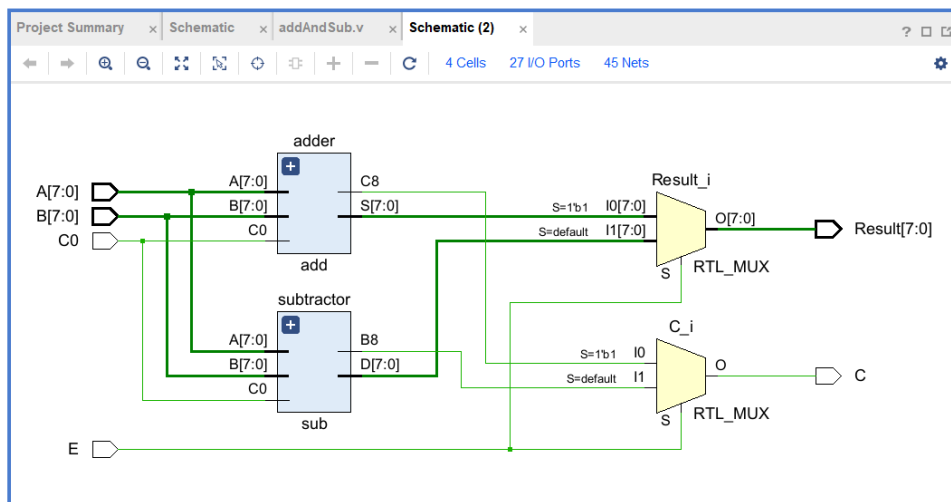 Project Summary × Schematic × addAndSub.v × Schematic (2) × ?
4 Cells 27 I/O Ports 45 Nets
adder
A[7:0] C8
B[7:0] S[7:0]
C0
add
subtractor
A[7:0] B8
B[7:0] D[7:0]
C0
sub
A[7:0]
B[7:0]
C0
E
Result_i
S=1'b1 I0[7:0] O[7:0]
S=default I1[7:0]
S RTL_MUX
Result[7:0]
C_i
S=1'b1 I0 O
S=default I1
S RTL_MUX
C